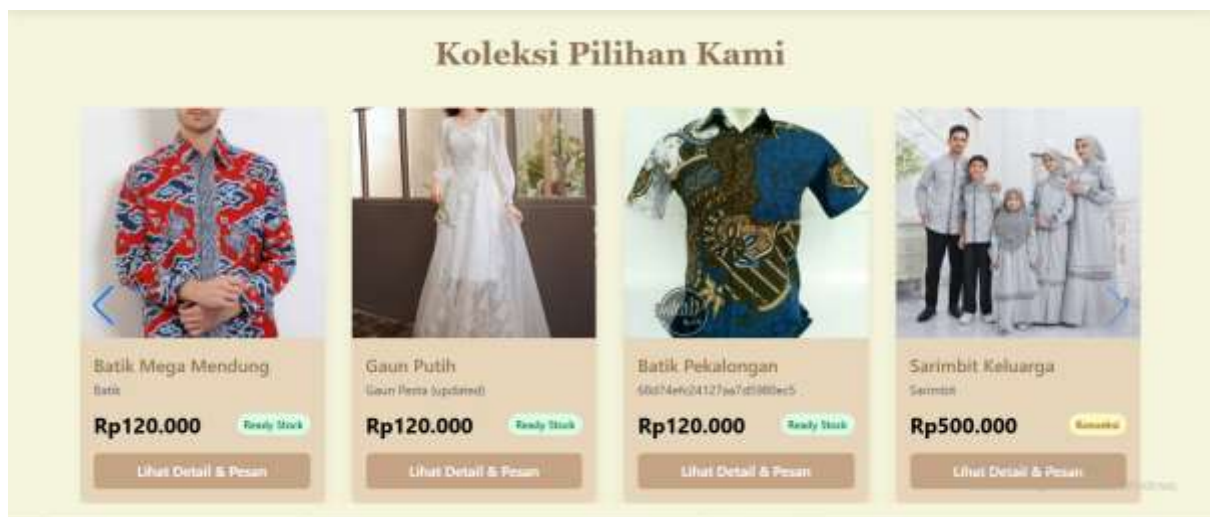 Koleksi Pilihan Kami
Batik Mega Mendung
Batik
Rp120.000
Ready Stock
Lihat Detail & Pesan
Gaun Putih
Gaun Pesta (updated)
Rp120.000
Ready Stock
Lihat Detail & Pesan
Batik Pekalongan
Rp120.000
Ready Stock
Lihat Detail & Pesan
Sarimbit Keluarga
Sarimbit
Rp500.000
Lihat Detail & Pesan